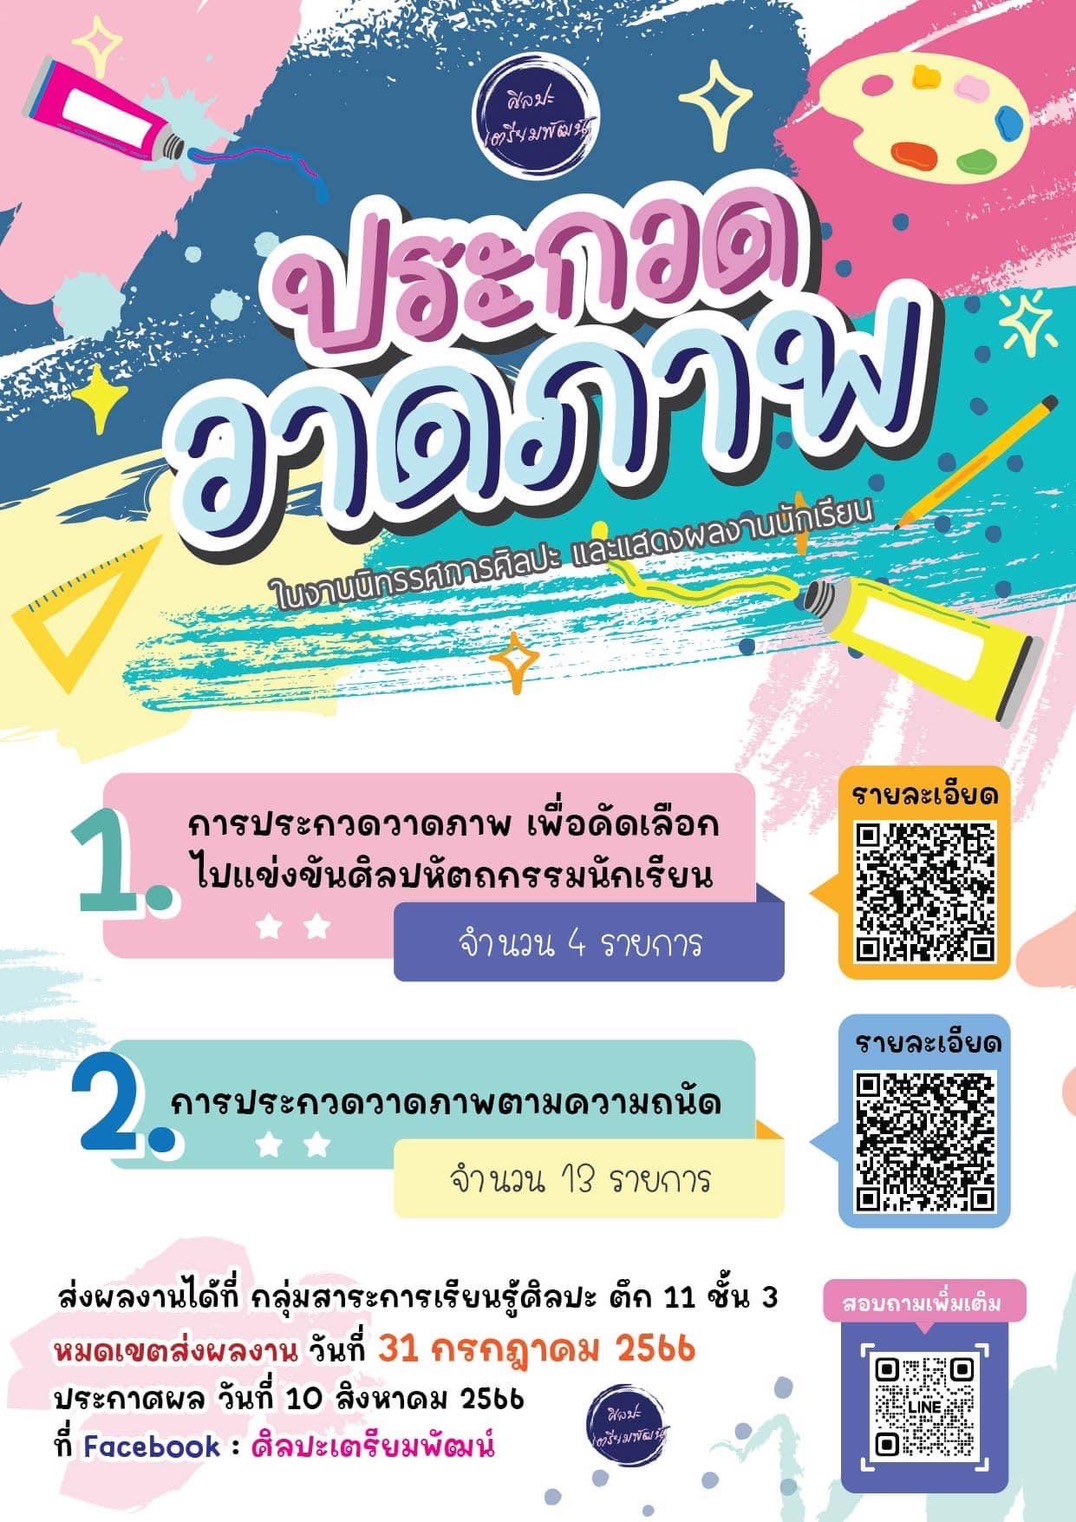 ศิลปะ
เตรียมพัฒน์
ประกวด
วาดภาพ
ในงานนิทรรศการศิลปะ และแสดงผลงานนักเรียน
1.
การประกวดวาดภาพ เพื่อคัดเลือก
ไปแข่งขันศิลปหัตถกรรมนักเรียน
จำนวน 4 รายการ
รายละเอียด
2.
การประกวดวาดภาพตามความถนัด
จำนวน 13 รายการ
รายละเอียด
ส่งผลงานได้ที่ กลุ่มสาระการเรียนรู้ศิลปะ ตึก 11 ชั้น 3
หมดเขตส่งผลงาน วันที่ 31 กรกฎาคม 2566
ประกาศผล วันที่ 10 สิงหาคม 2566
ที่ Facebook : ศิลปะเตรียมพัฒน์
ศิลปะ
เตรียมพัฒน์
สอบถามเพิ่มเติม
LINE